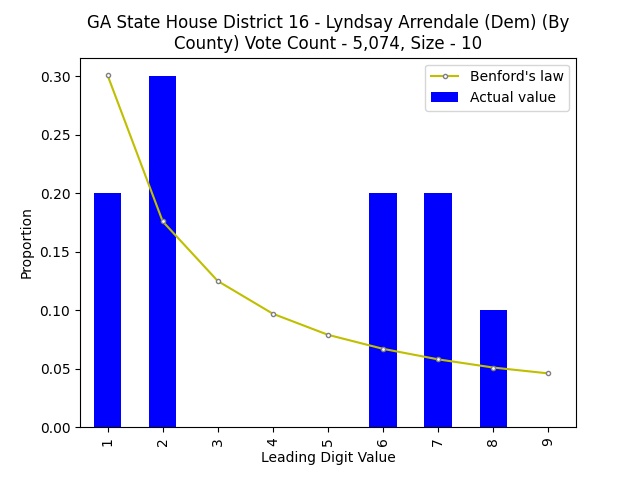 GA State House District 16 - Lyndsay Arrendale (Dem) (By
County) Vote Count - 5,074, Size - 10
Benford's law
Actual value
Proportion
0.30
0.25
0.20
0.15
0.10
0.05
0.00
1 2 3 4 5 6 7 8 9
Leading Digit Value